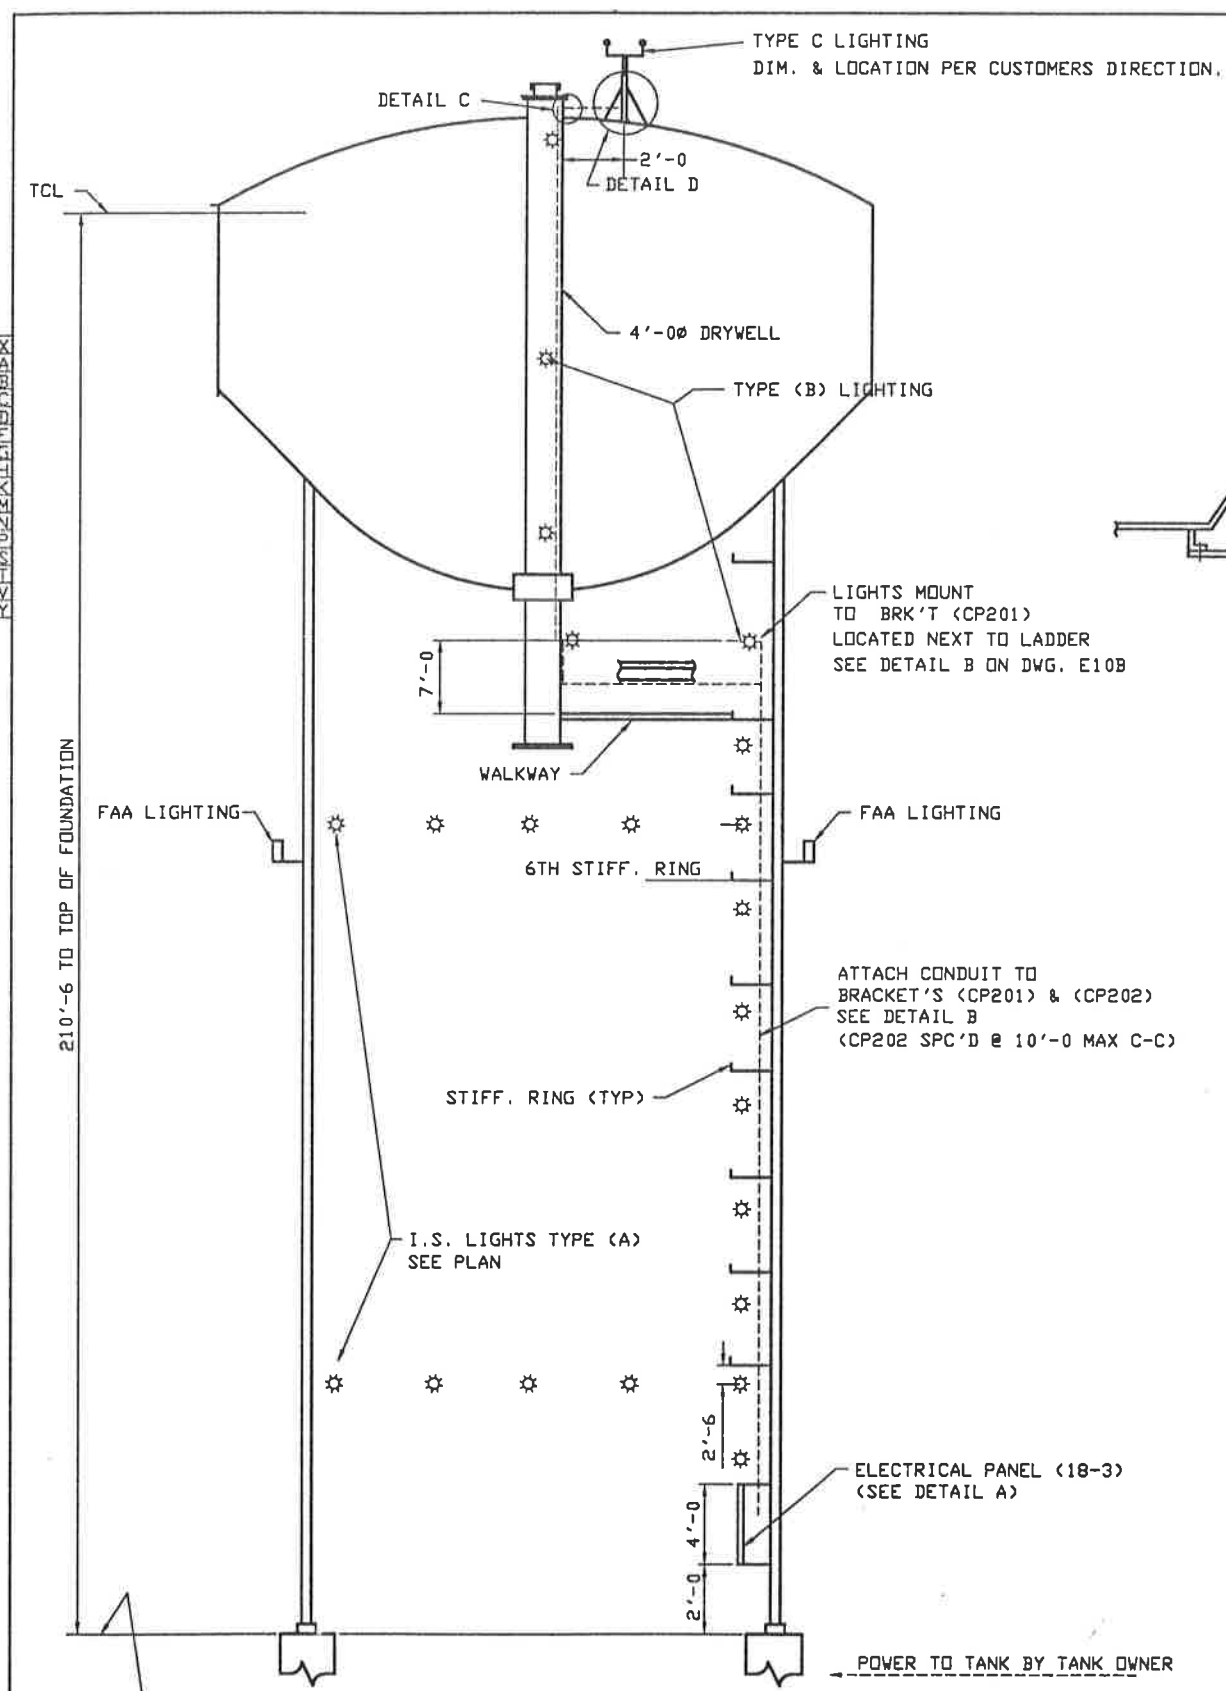 TYPE C LIGHTING
DIM. & LOCATION PER CUSTOMERS DIRECTION.
DETAIL C
2'-0
DETAIL D
TCL
4'-0ø DRYWELL
TYPE (B) LIGHTING
LIGHTS MOUNT
TO BRK'T (CP201)
LOCATED NEXT TO LADDER
SEE DETAIL B ON DWG. E10B
7'-0
WALKWAY
FAA LIGHTING
FAA LIGHTING
6TH STIFF. RING
210'-6 TO TOP OF FOUNDATION
ATTACH CONDUIT TO
BRACKET'S (CP201) & (CP202)
SEE DETAIL B
(CP202 SPC'D @ 10'-0 MAX C-C)
STIFF. RING (TYP)
I.S. LIGHTS TYPE (A)
SEE PLAN
2'-6
ELECTRICAL PANEL (18-3)
(SEE DETAIL A)
4'-0
2'-0
POWER TO TANK BY TANK OWNER